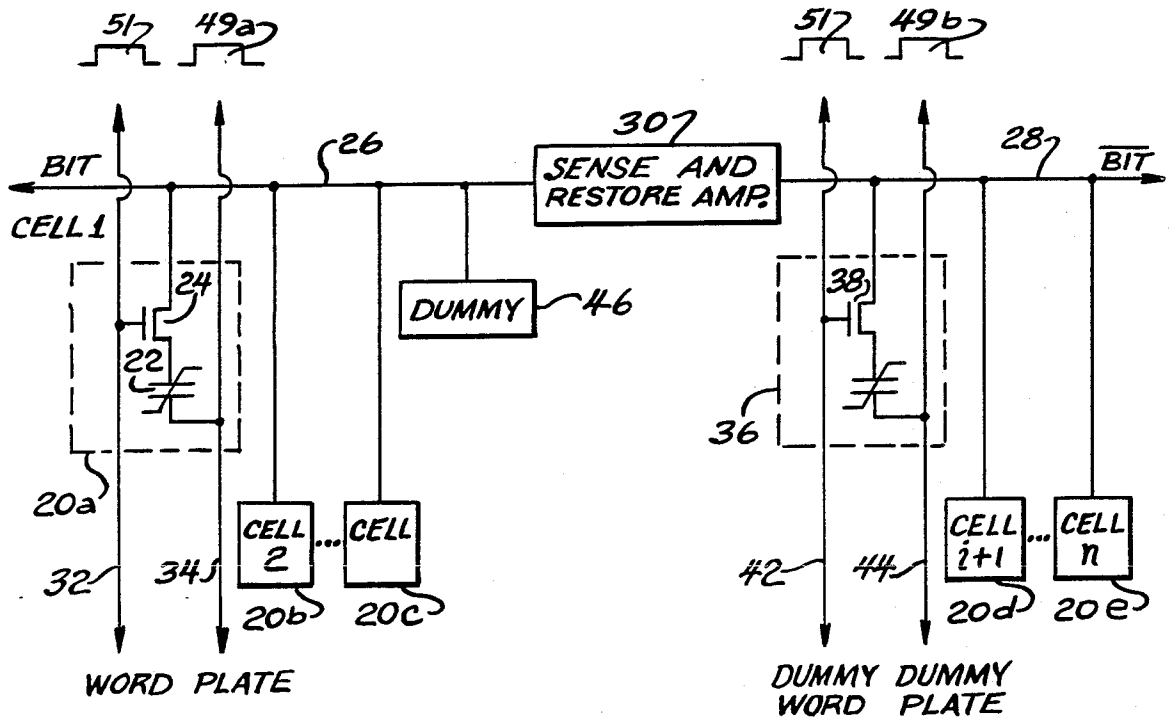 51 49a 51 49b
30
BIT 26 SENSE AND RESTORE AMP. 28 BIT
CELL 1
24 38
DUMMY 46
22
36
20a
CELL 2 ... CELL CELL i+1 ... CELL n
32 34 42 44
20b 20c 20d 20e
WORD PLATE DUMMY WORD DUMMY PLATE